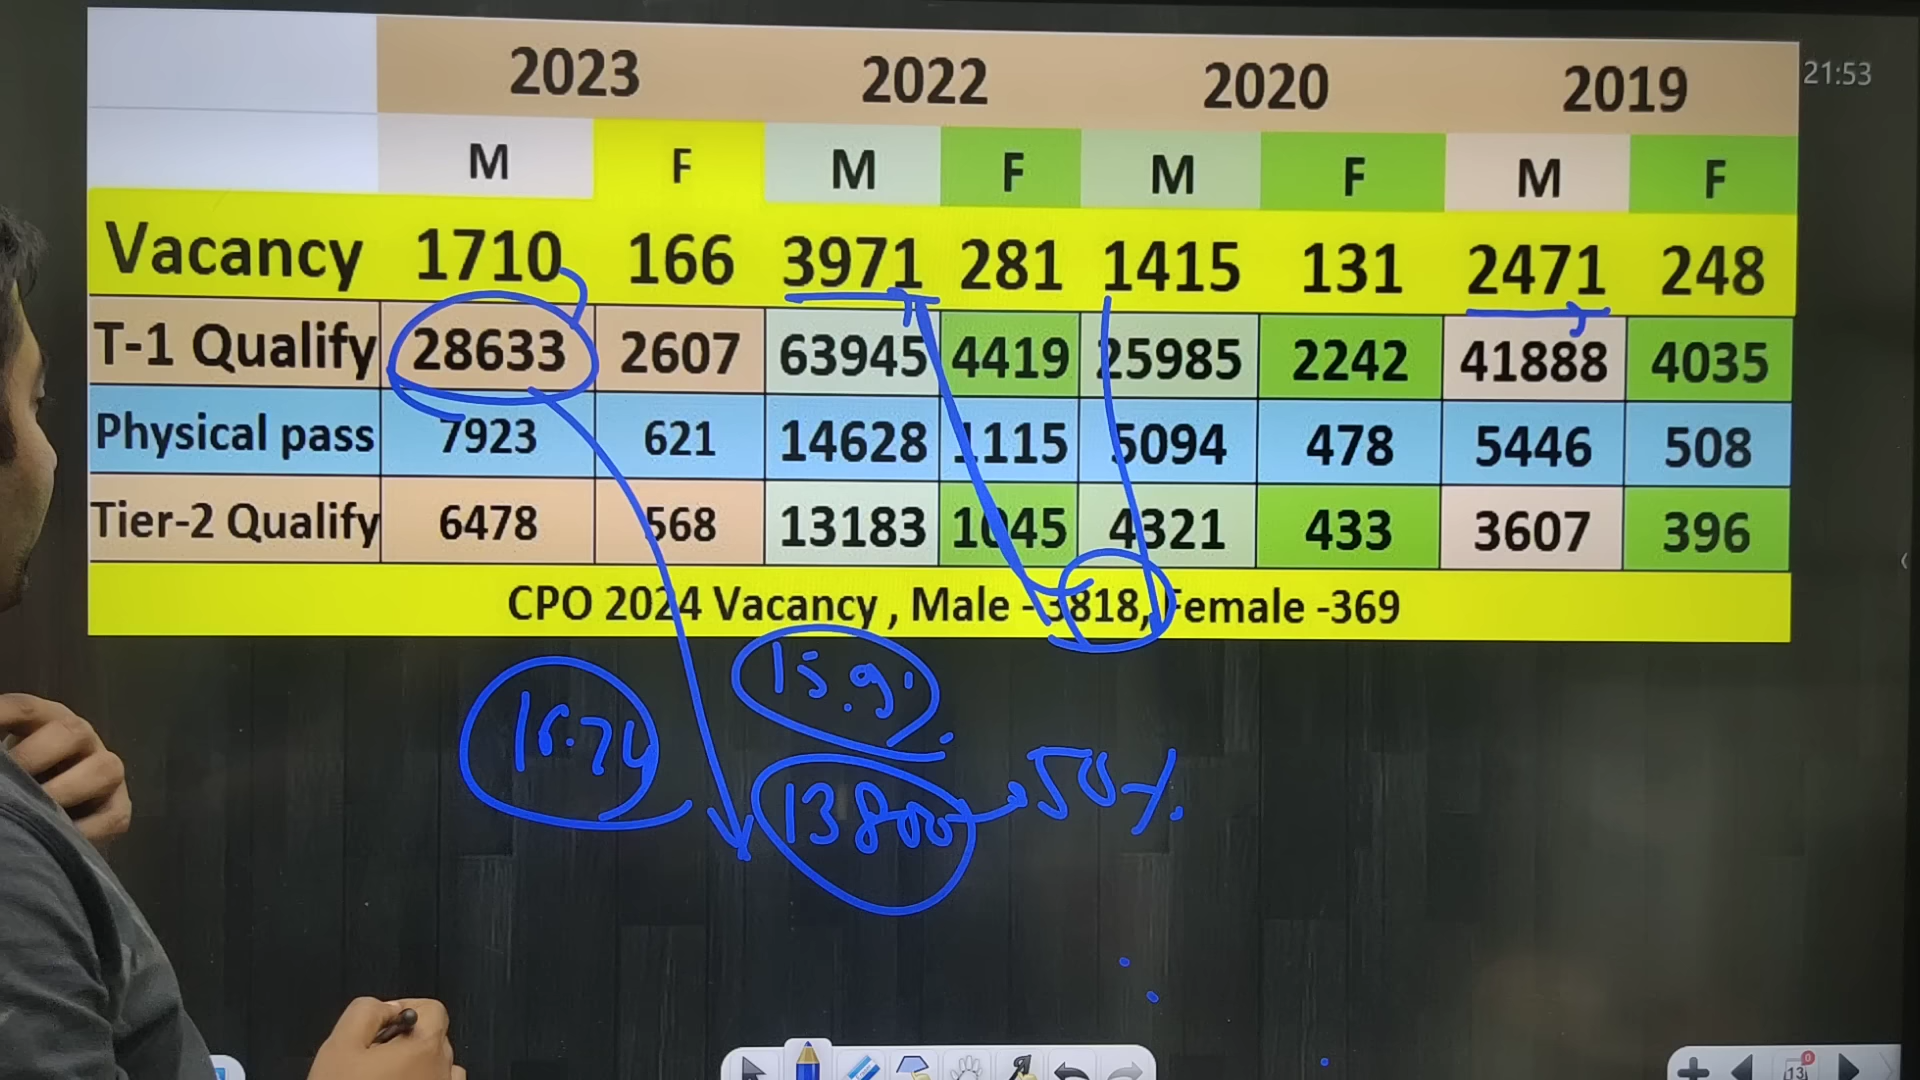 2023 2022 2020 2019
21:53
M F M F M F M F
Vacancy 1710 166 3971 281 1415 131 2471 248
T-1 Qualify 28633 2607 63945 4419 25985 2242 41888 4035
Physical pass 7923 621 14628 1115 5094 478 5446 508
Tier-2 Qualify 6478 568 13183 1045 4321 433 3607 396
CPO 2024 Vacancy , Male - 3818, Female -369
15.9
16.74
13800 50%
13